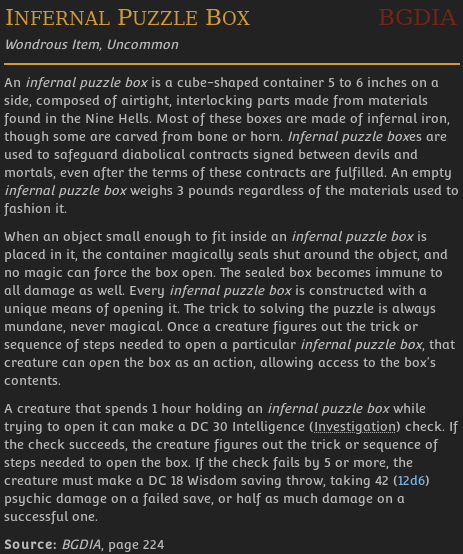 Infernal Puzzle Box BGDIA
Wondrous Item, Uncommon
An infernal puzzle box is a cube-shaped container 5 to 6 inches on a
side, composed of airtight, interlocking parts made from materials
found in the Nine Hells. Most of these boxes are made of infernal iron,
though some are carved from bone or horn. Infernal puzzle boxes are
used to safeguard diabolical contracts signed between devils and
mortals, even after the terms of these contracts are fulfilled. An empty
infernal puzzle box weighs 3 pounds regardless of the materials used to
fashion it.
When an object small enough to fit inside an infernal puzzle box is
placed in it, the container magically seals shut around the object, and
no magic can force the box open. The sealed box becomes immune to
all damage as well. Every infernal puzzle box is constructed with a
unique means of opening it. The trick to solving the puzzle is always
mundane, never magical. Once a creature figures out the trick or
sequence of steps needed to open a particular infernal puzzle box, that
creature can open the box as an action, allowing access to the box's
contents.
A creature that spends 1 hour holding an infernal puzzle box while
trying to open it can make a DC 30 Intelligence (Investigation) check. If
the check succeeds, the creature figures out the trick or sequence of
steps needed to open the box. If the check fails by 5 or more, the
creature must make a DC 18 Wisdom saving throw, taking 42 (12d6)
psychic damage on a failed save, or half as much damage on a
successful one.
Source: BGDIA, page 224